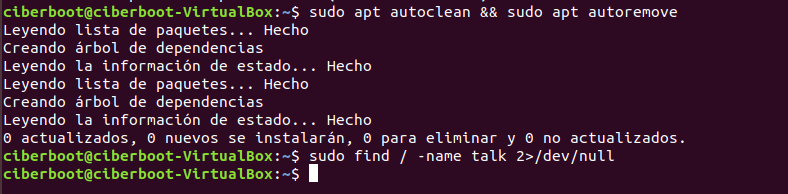 ciberboot@ciberboot-VirtualBox:~$ sudo apt autoclean && sudo apt autoremove
Leyendo lista de paquetes... Hecho
Creando árbol de dependencias
Leyendo la información de estado... Hecho
Leyendo lista de paquetes... Hecho
Creando árbol de dependencias
Leyendo la información de estado... Hecho
0 actualizados, 0 nuevos se instalarán, 0 para eliminar y 0 no actualizados.
ciberboot@ciberboot-VirtualBox:~$ sudo find / -name talk 2>/dev/null
ciberboot@ciberboot-VirtualBox:~$